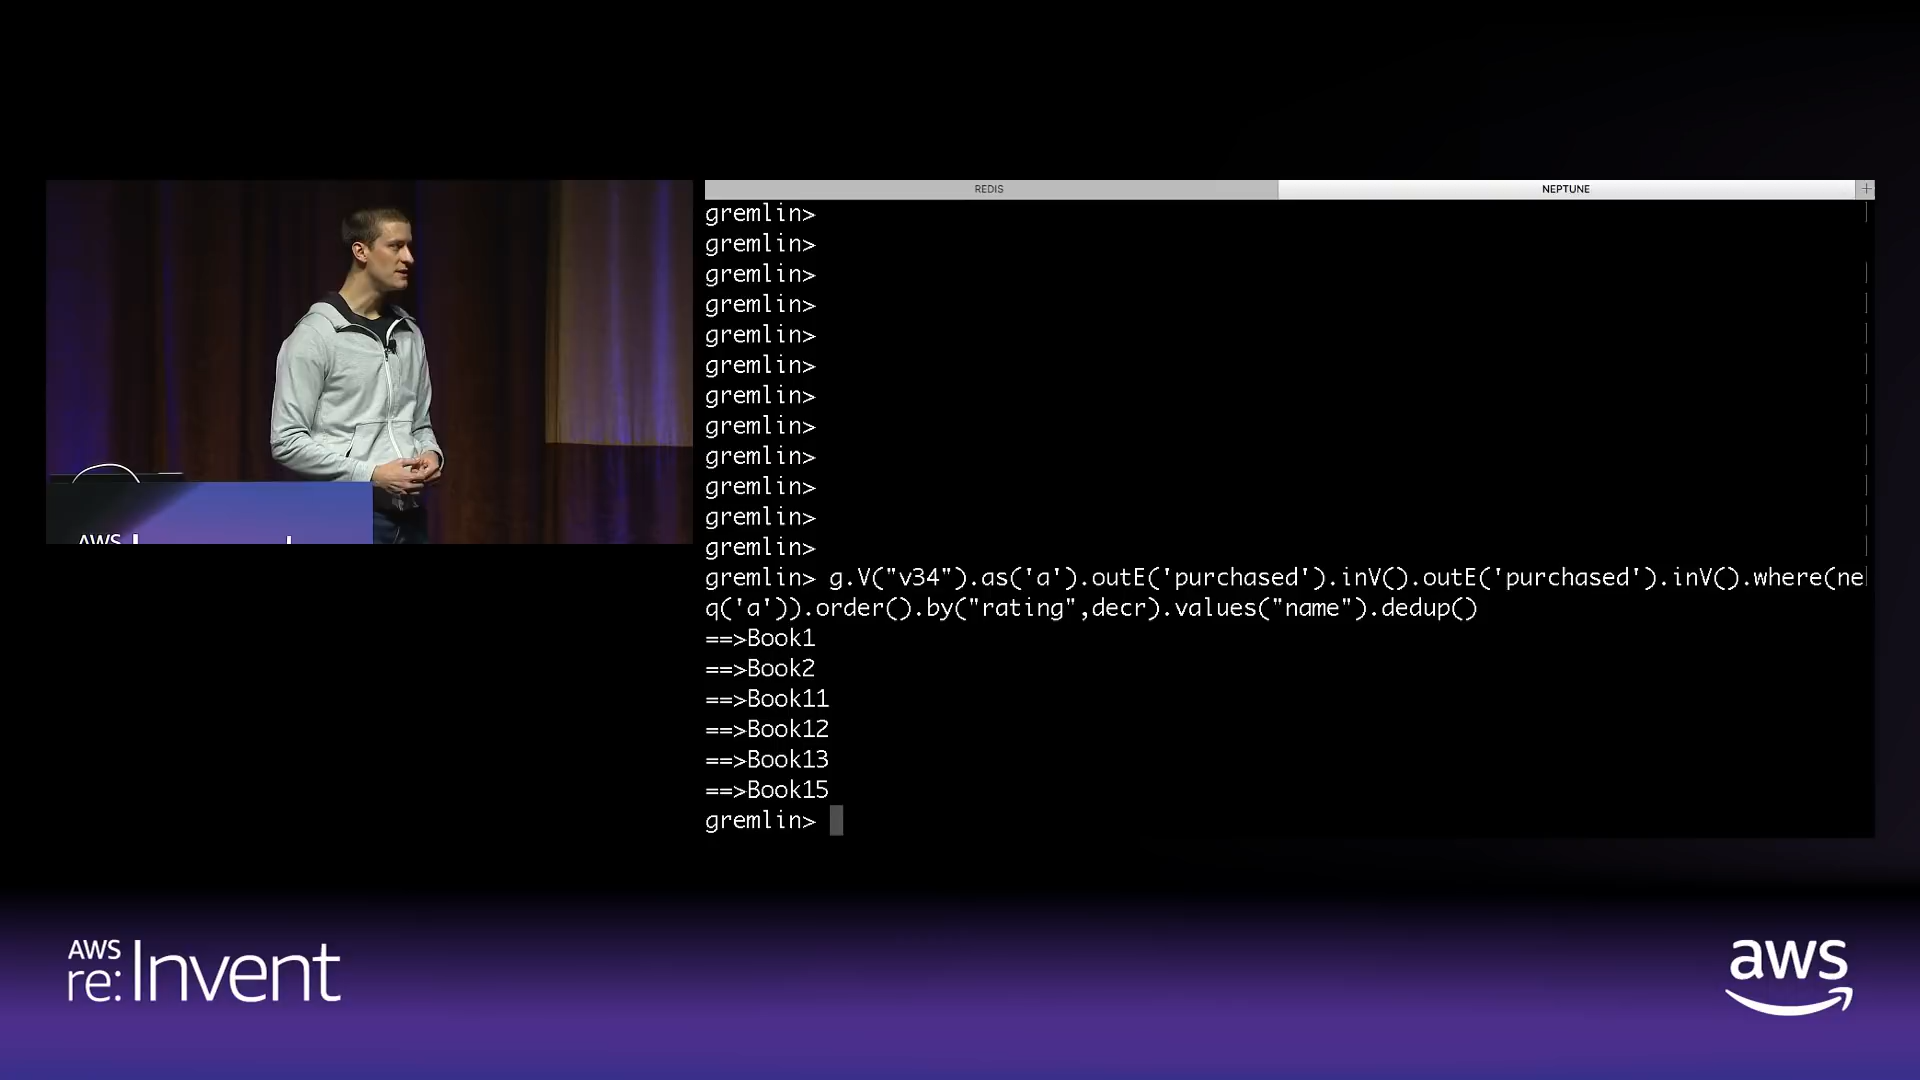 REDIS
NEPTUNE
+
gremlin>
gremlin>
gremlin>
gremlin>
gremlin>
gremlin>
gremlin>
gremlin>
gremlin>
gremlin>
gremlin>
gremlin>
gremlin> g.V("v34").as('a').outE('purchased').inV().outE('purchased').inV().where(ne
q('a')).order().by("rating",decr).values("name").dedup()
==>Book1
==>Book2
==>Book11
==>Book12
==>Book13
==>Book15
gremlin>
AWS
AWS
re:Invent
aws